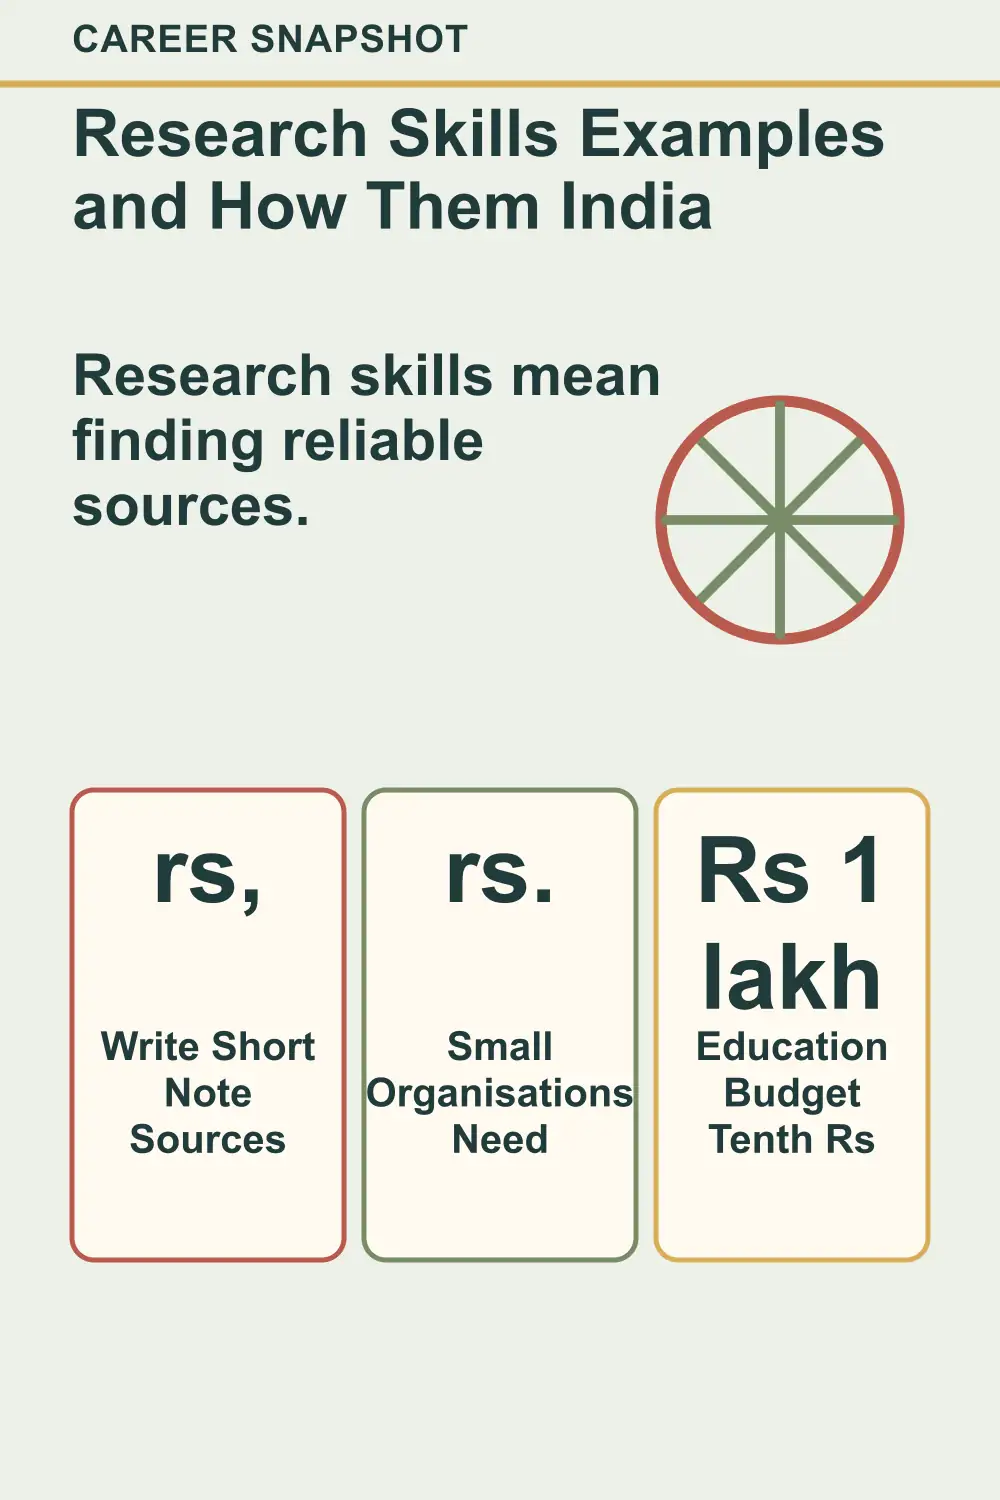 CAREER SNAPSHOT
Research Skills Examples
and How Them India
Research skills mean
finding reliable
sources.
rs,
Write Short
Note
Sources
rs.
Small
Organisations
Need
Rs 1
lakh
Education
Budget
Tenth Rs